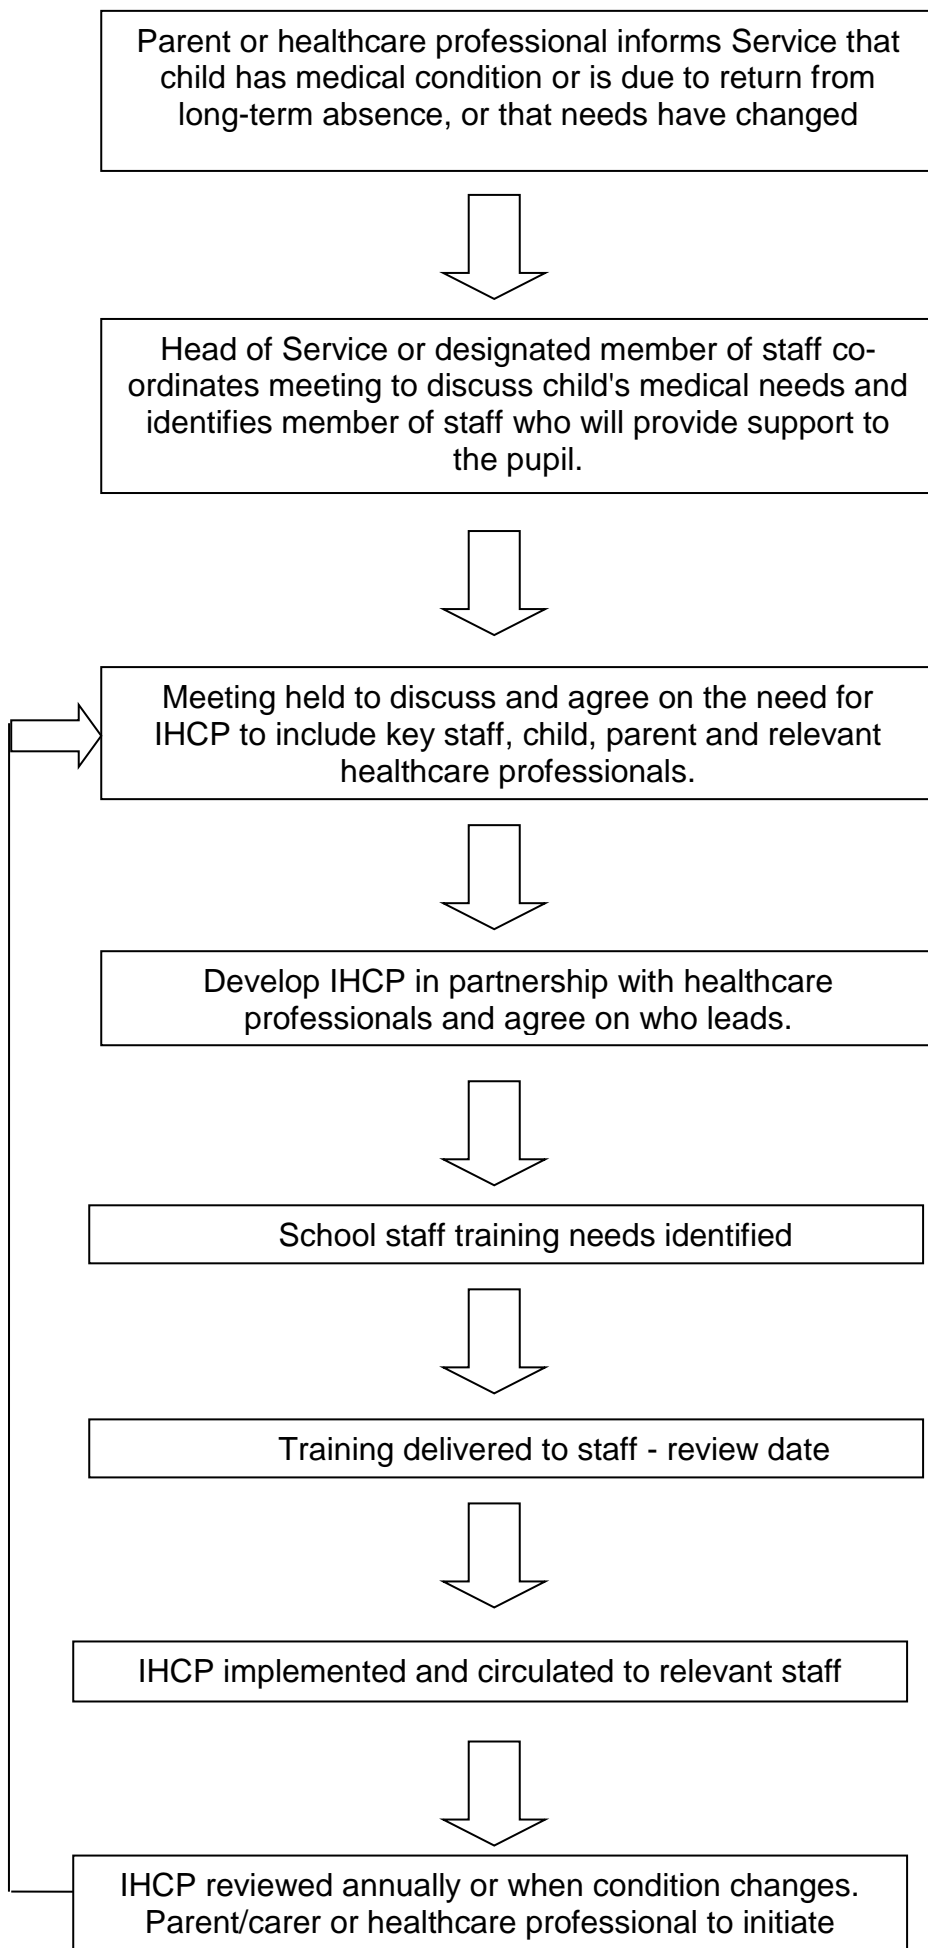 Parent or healthcare professional informs Service that
child has medical condition or is due to return from
long-term absence, or that needs have changed
Head of Service or designated member of staff co-
ordinates meeting to discuss child's medical needs and
identifies member of staff who will provide support to
the pupil.
Meeting held to discuss and agree on the need for
IHCP to include key staff, child, parent and relevant
healthcare professionals.
Develop IHCP in partnership with healthcare
professionals and agree on who leads.
School staff training needs identified
Training delivered to staff - review date
IHCP implemented and circulated to relevant staff
IHCP reviewed annually or when condition changes.
Parent/carer or healthcare professional to initiate